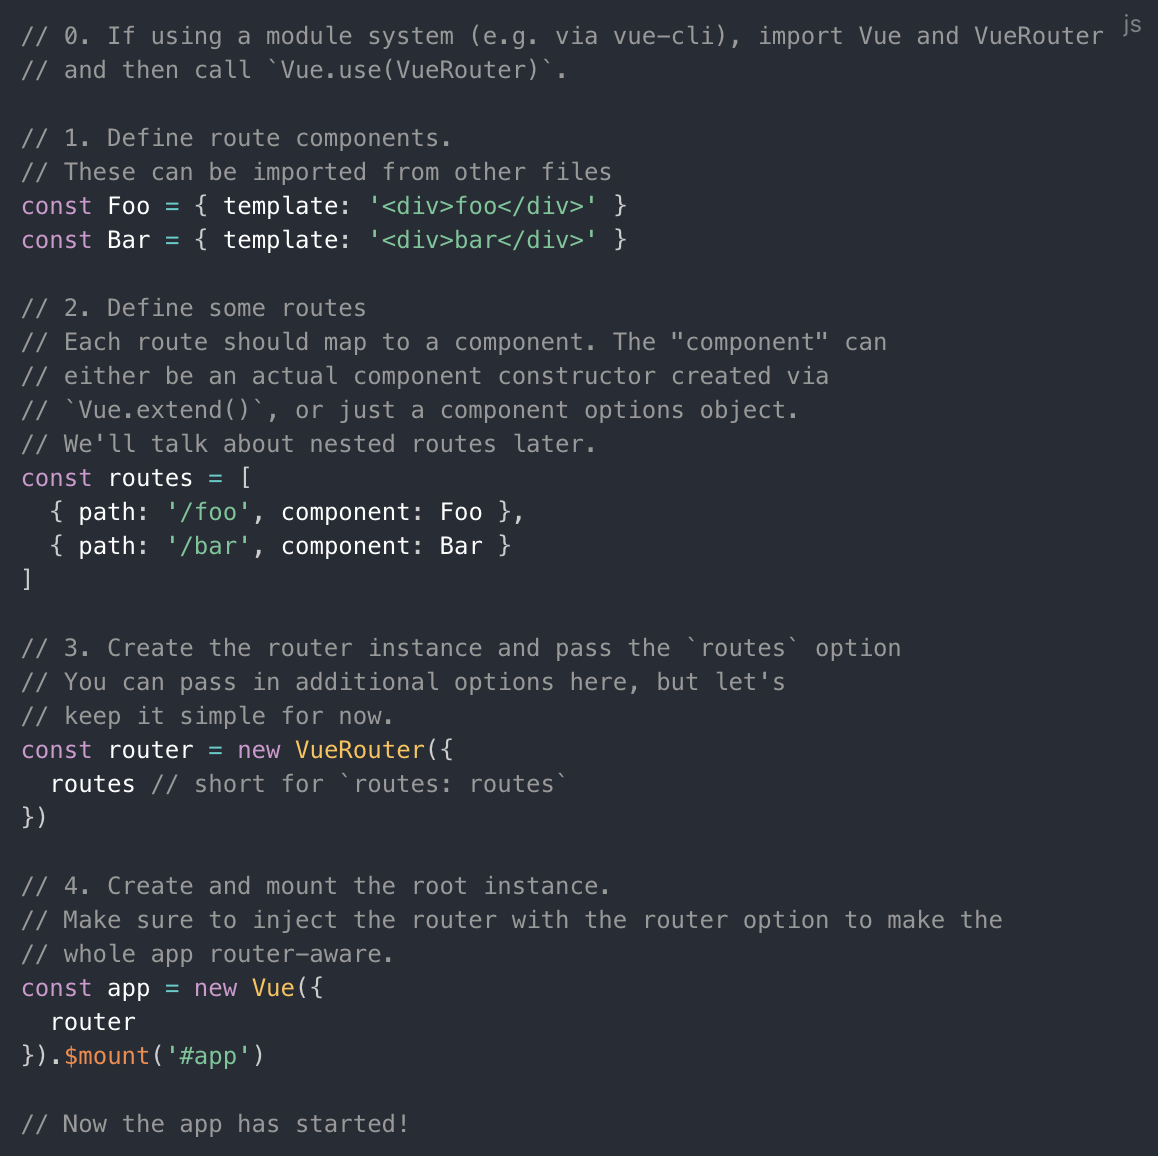 js
// 0. If using a module system (e.g. via vue-cli), import Vue and VueRouter
// and then call `Vue.use(VueRouter)`.

// 1. Define route components.
// These can be imported from other files
const Foo = { template: '<div>foo</div>' }
const Bar = { template: '<div>bar</div>' }

// 2. Define some routes
// Each route should map to a component. The "component" can
// either be an actual component constructor created via
// `Vue.extend()`, or just a component options object.
// We'll talk about nested routes later.
const routes = [
  { path: '/foo', component: Foo },
  { path: '/bar', component: Bar }
]

// 3. Create the router instance and pass the `routes` option
// You can pass in additional options here, but let's
// keep it simple for now.
const router = new VueRouter({
  routes // short for `routes: routes`
})

// 4. Create and mount the root instance.
// Make sure to inject the router with the router option to make the
// whole app router-aware.
const app = new Vue({
  router
}).$mount('#app')

// Now the app has started!